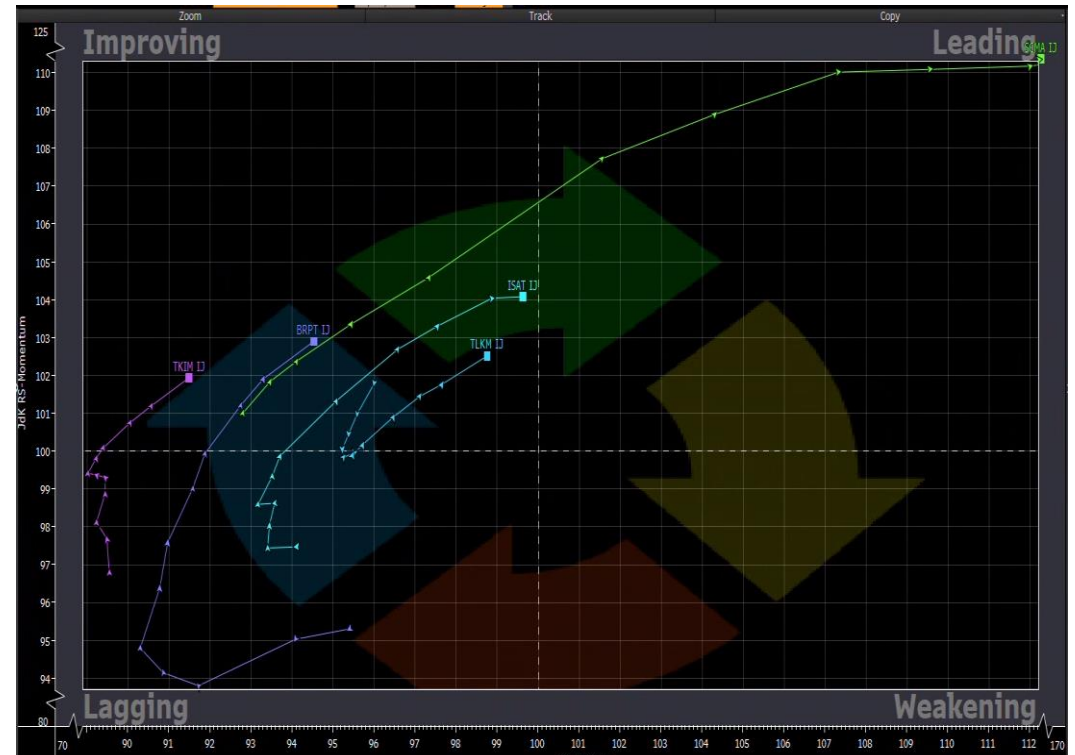 Zoom Track Copy
125
Improving Leading
110
109
108
107
106
105
104
103
102
101
100
99
98
97
96
95
94
80
JdK RS-Momentum
ISAT IJ
BRPT IJ
TLKM IJ
TKIM IJ
Lagging Weakening
70 90 91 92 93 94 95 96 97 98 99 100 101 102 103 104 105 106 107 108 109 110 111 112 170